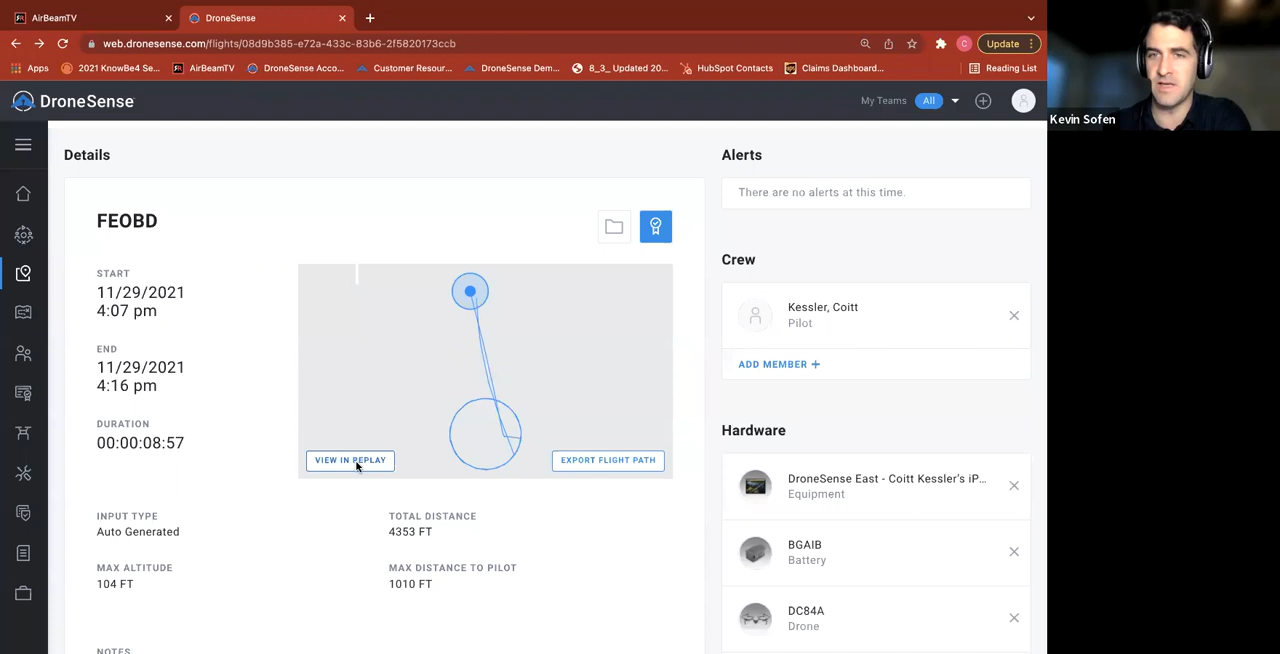 AirBeamTV
DroneSense
web.dronesense.com/flights/08d9b385-e72a-433c-83b6-2f5820173ccb
Update
Apps
2021 KnowBe4 Se...
AirBeamTV
DroneSense Acco...
Customer Resour...
DroneSense Dem...
8_3_ Updated 20...
HubSpot Contacts
Claims Dashboard...
Reading List
DroneSense
My Teams
All
Kevin Sofen
Details
FEOBD
START
11/29/2021
4:07 pm
END
11/29/2021
4:16 pm
DURATION
00:00:08:57
VIEW IN REPLAY
EXPORT FLIGHT PATH
INPUT TYPE
Auto Generated
TOTAL DISTANCE
4353 FT
MAX ALTITUDE
104 FT
MAX DISTANCE TO PILOT
1010 FT
NOTES
Alerts
There are no alerts at this time.
Crew
Kessler, Coitt
Pilot
ADD MEMBER +
Hardware
DroneSense East - Coitt Kessler's iP...
Equipment
BGAIB
Battery
DC84A
Drone